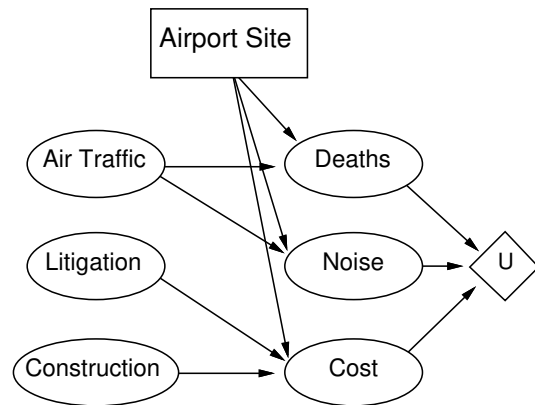 Airport Site
Air Traffic
Deaths
Litigation
Noise
U
Construction
Cost